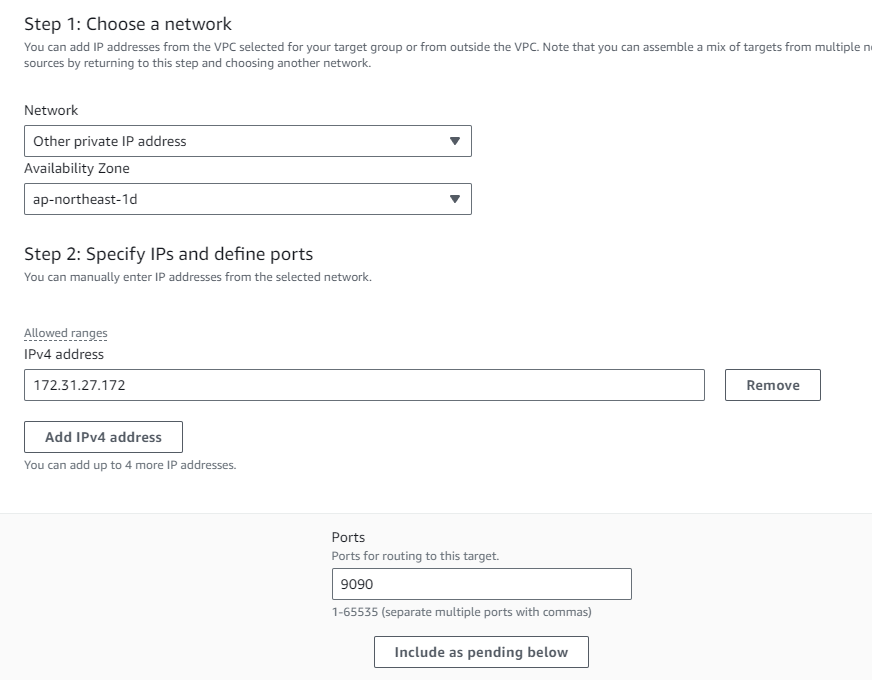 Step 1: Choose a network
You can add IP addresses from the VPC selected for your target group or from outside the VPC. Note that you can assemble a mix of targets from multiple
sources by returning to this step and choosing another network.
Network
Other private IP address
Availability Zone
ap-northeast-1d
Step 2: Specify IPs and define ports
You can manually enter IP addresses from the selected network.
Allowed ranges
IPv4 address
172.31.27.172
Remove
Add IPv4 address
You can add up to 4 more IP addresses.
Ports
Ports for routing to this target.
9090
1-65535 (separate multiple ports with commas)
Include as pending below